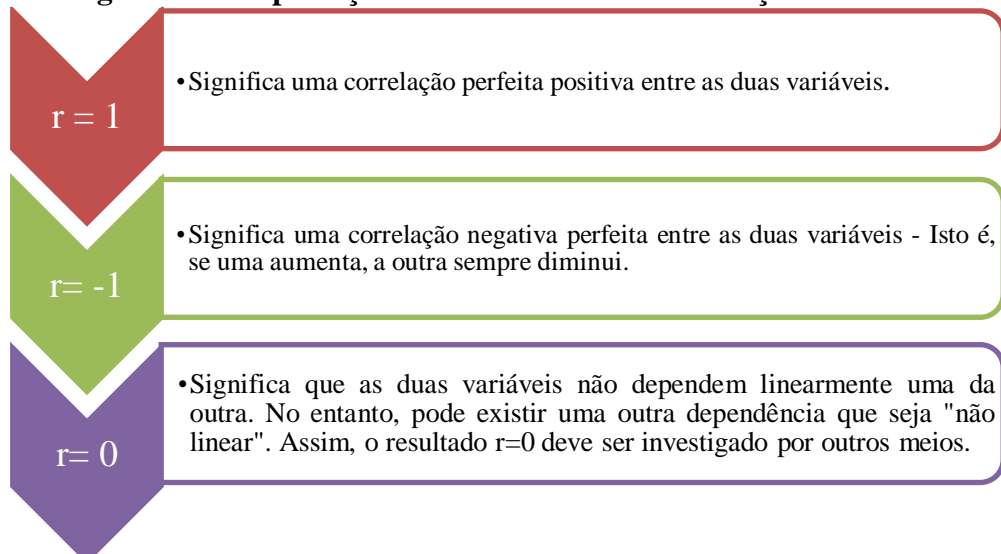 r = 1
•Significa uma correlação perfeita positiva entre as duas variáveis.
r= -1
•Significa uma correlação negativa perfeita entre as duas variáveis - Isto é,
se uma aumenta, a outra sempre diminui.
r= 0
•Significa que as duas variáveis não dependem linearmente uma da
outra. No entanto, pode existir uma outra dependência que seja "não
linear". Assim, o resultado r=0 deve ser investigado por outros meios.